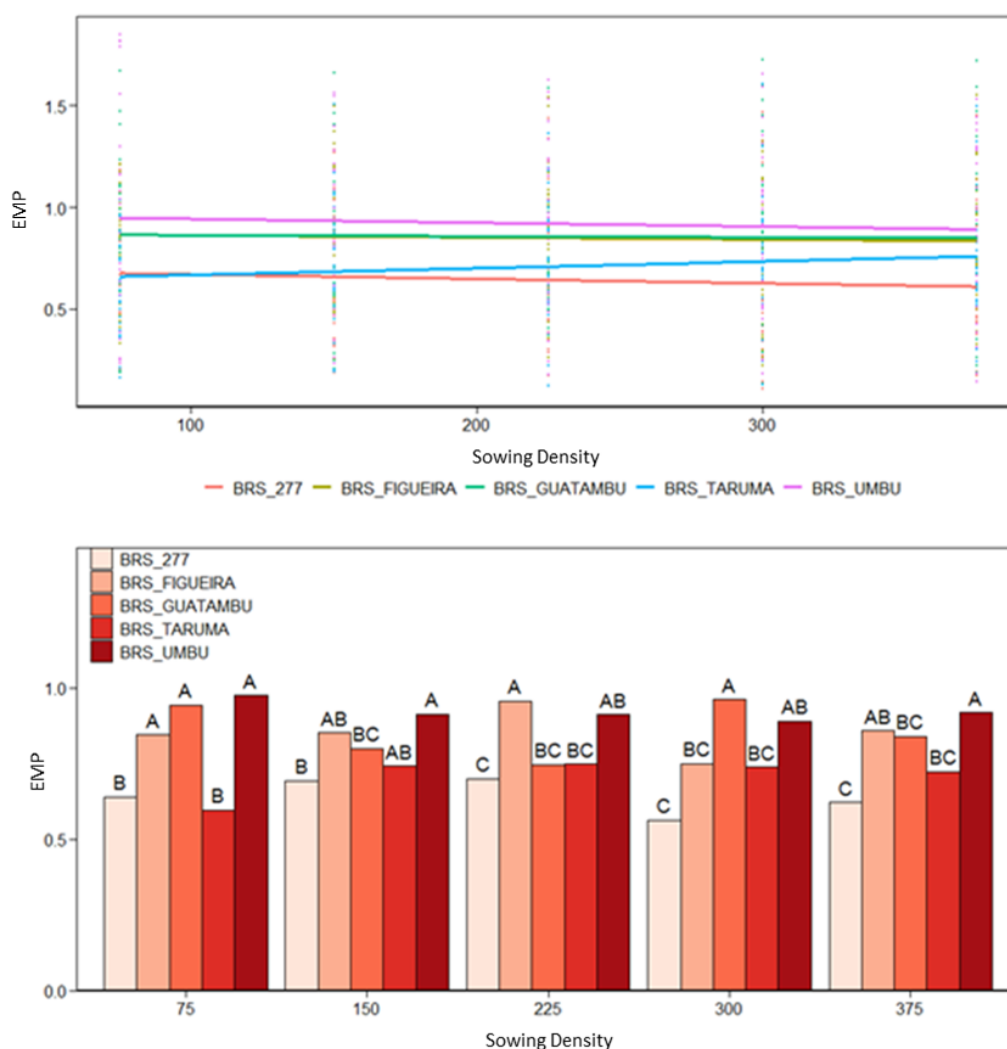 1.5
1.0
0.5
EMP
100 200 300
Sowing Density
BRS_277 BRS_FIGUEIRA BRS_GUATAMBU BRS_TARUMA BRS_UMBU
BRS_277
BRS_FIGUEIRA
BRS_GUATAMBU
BRS_TARUMA
BRS_UMBU
1.0
0.5
0.0
EMP
B A A B A
B AB BC AB A
C A BC BC AB
C BC A BC AB
C AB BC BC A
75 150 225 300 375
Sowing Density